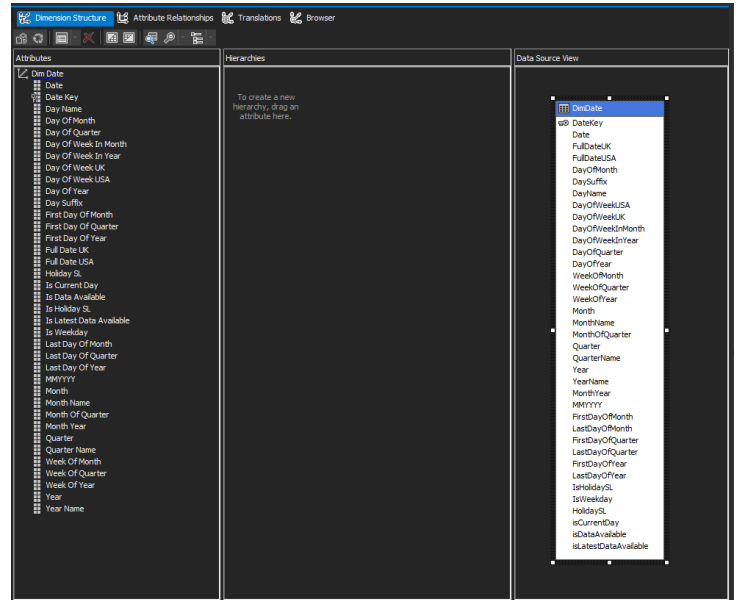 Dimension Structure Attribute Relationships Translations Browser
Attributes
Dim Date
Date
Date Key
Day Name
Day Of Month
Day Of Quarter
Day Of Week In Month
Day Of Week In Year
Day Of Week UK
Day Of Week USA
Day Of Year
Day Suffix
First Day Of Month
First Day Of Quarter
First Day Of Year
Full Date UK
Full Date USA
Holiday SL
Is Current Day
Is Data Available
Is Holiday SL
Is Latest Data Available
Is Weekday
Last Day Of Month
Last Day Of Quarter
Last Day Of Year
MMYYYY
Month
Month Name
Month Of Quarter
Month Year
Quarter
Quarter Name
Week Of Month
Week Of Quarter
Week Of Year
Year
Year Name
Hierarchies
To create a new
hierarchy, drag an
attribute here.
Data Source View
DimDate
DateKey
Date
FullDateUK
FullDateUSA
DayOfMonth
DaySuffix
DayName
DayOfWeekUSA
DayOfWeekUK
DayOfWeekInMonth
DayOfWeekInYear
DayOfQuarter
DayOfYear
WeekOfMonth
WeekOfQuarter
WeekOfYear
Month
MonthName
MonthOfQuarter
Quarter
QuarterName
Year
YearName
MonthYear
MMYYYY
FirstDayOfMonth
LastDayOfMonth
FirstDayOfQuarter
LastDayOfQuarter
FirstDayOfYear
LastDayOfYear
IsHolidaySL
IsWeekday
HolidaySL
isCurrentDay
isDataAvailable
isLatestDataAvailable